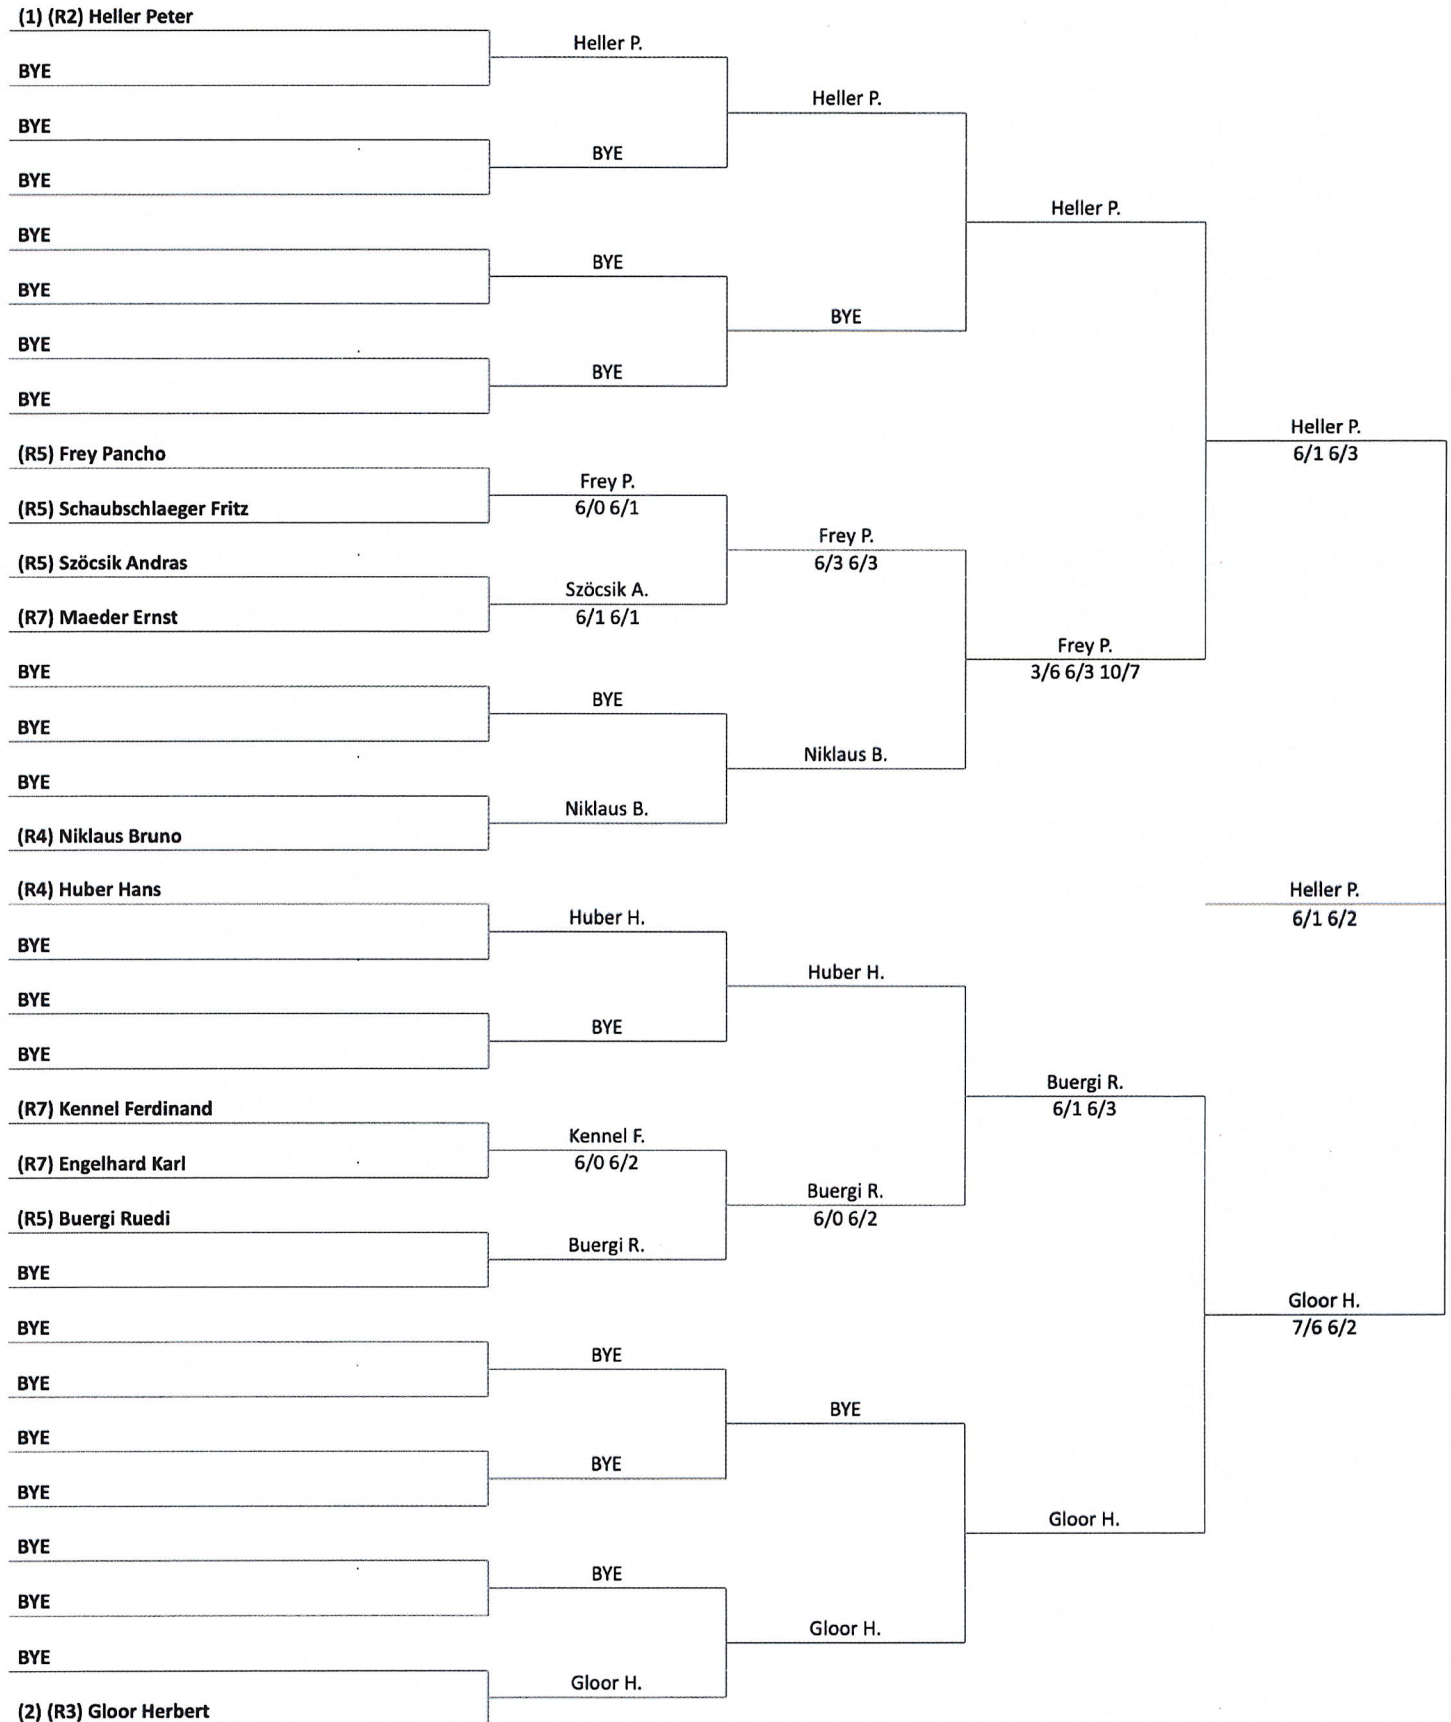 (1) (R2) Heller Peter
BYE
BYE
BYE
BYE
BYE
BYE
BYE
(R5) Frey Pancho
(R5) Schaubschlaeger Fritz
(R5) Szöcsik Andras
(R7) Maeder Ernst
BYE
BYE
BYE
(R4) Niklaus Bruno
(R4) Huber Hans
BYE
BYE
BYE
(R7) Kennel Ferdinand
(R7) Engelhard Karl
(R5) Buergi Ruedi
BYE
BYE
BYE
BYE
BYE
BYE
BYE
BYE
(2) (R3) Gloor Herbert
Heller P.
BYE
BYE
BYE
Frey P.
6/0 6/1
Szöcsik A.
6/1 6/1
BYE
Niklaus B.
Huber H.
BYE
Kennel F.
6/0 6/2
Buergi R.
BYE
BYE
BYE
Gloor H.
Heller P.
BYE
Frey P.
6/3 6/3
Niklaus B.
Huber H.
Buergi R.
6/0 6/2
BYE
Gloor H.
Heller P.
Frey P.
3/6 6/3 10/7
Buergi R.
6/1 6/3
Gloor H.
Heller P.
6/1 6/3
Heller P.
6/1 6/2
Gloor H.
7/6 6/2